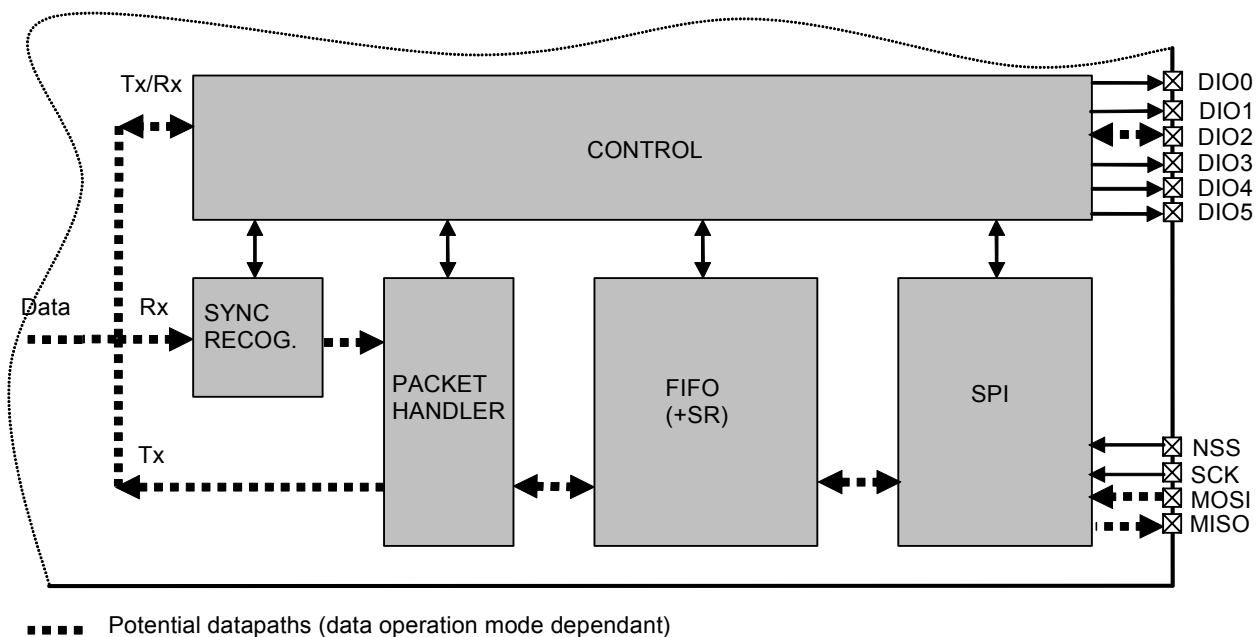 Tx/Rx
CONTROL
DIO0
DIO1
DIO2
DIO3
DIO4
DIO5
Data
Rx
SYNC
RECOG.
PACKET
HANDLER
FIFO
(+SR)
SPI
Tx
NSS
SCK
MOSI
MISO
Potential datapaths (data operation mode dependant)